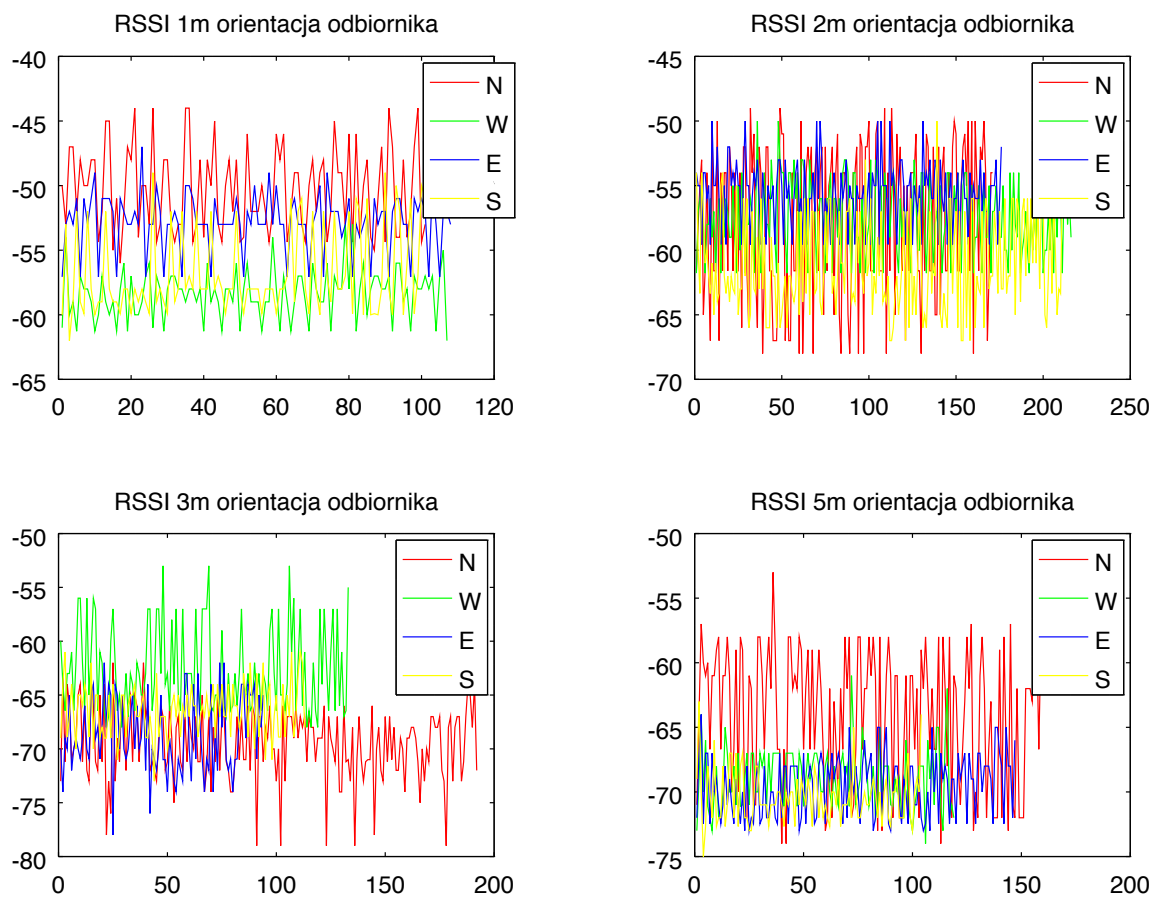 RSSI 1m orientacja odbiornika
-40
-45
-50
-55
-60
-65
0 20 40 60 80 100 120
N
W
E
S
RSSI 2m orientacja odbiornika
-45
-50
-55
-60
-65
-70
0 50 100 150 200 250
N
W
E
S
RSSI 3m orientacja odbiornika
-50
-55
-60
-65
-70
-75
-80
0 50 100 150 200
N
W
E
S
RSSI 5m orientacja odbiornika
-50
-55
-60
-65
-70
-75
0 50 100 150 200
N
W
E
S